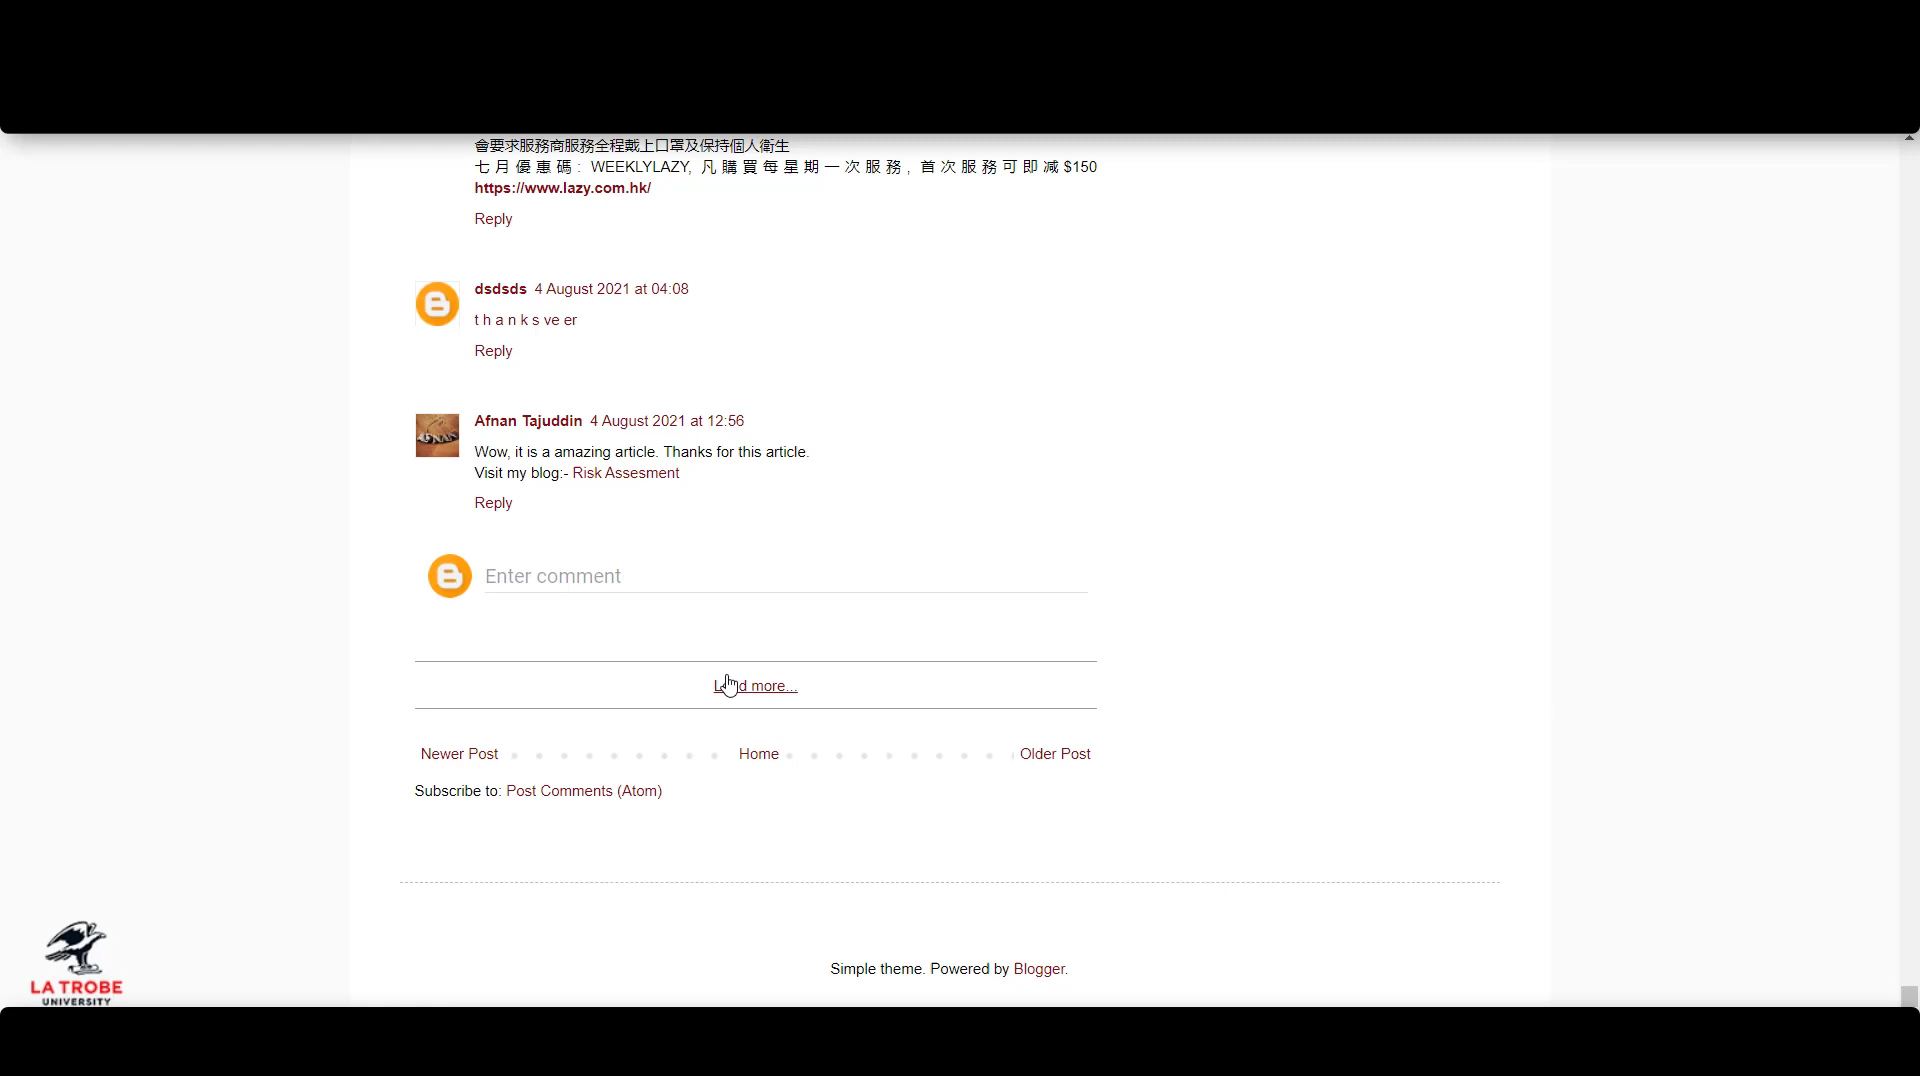 會要求服務商服務全程戴上口罩及保持個人衞生
七月優惠碼: WEEKLYLAZY, 凡購買每星期一次服務, 首次服務可即減$150
https://www.lazy.com.hk/
Reply
dsdsds 4 August 2021 at 04:08
t h a n k s ve er
Reply
Afnan Tajuddin 4 August 2021 at 12:56
Wow, it is a amazing article. Thanks for this article.
Visit my blog:- Risk Assesment
Reply
Enter comment
more...
Newer Post Home Older Post
Subscribe to: Post Comments (Atom)
Simple theme. Powered by Blogger.
LA TROBE
UNIVERSITY